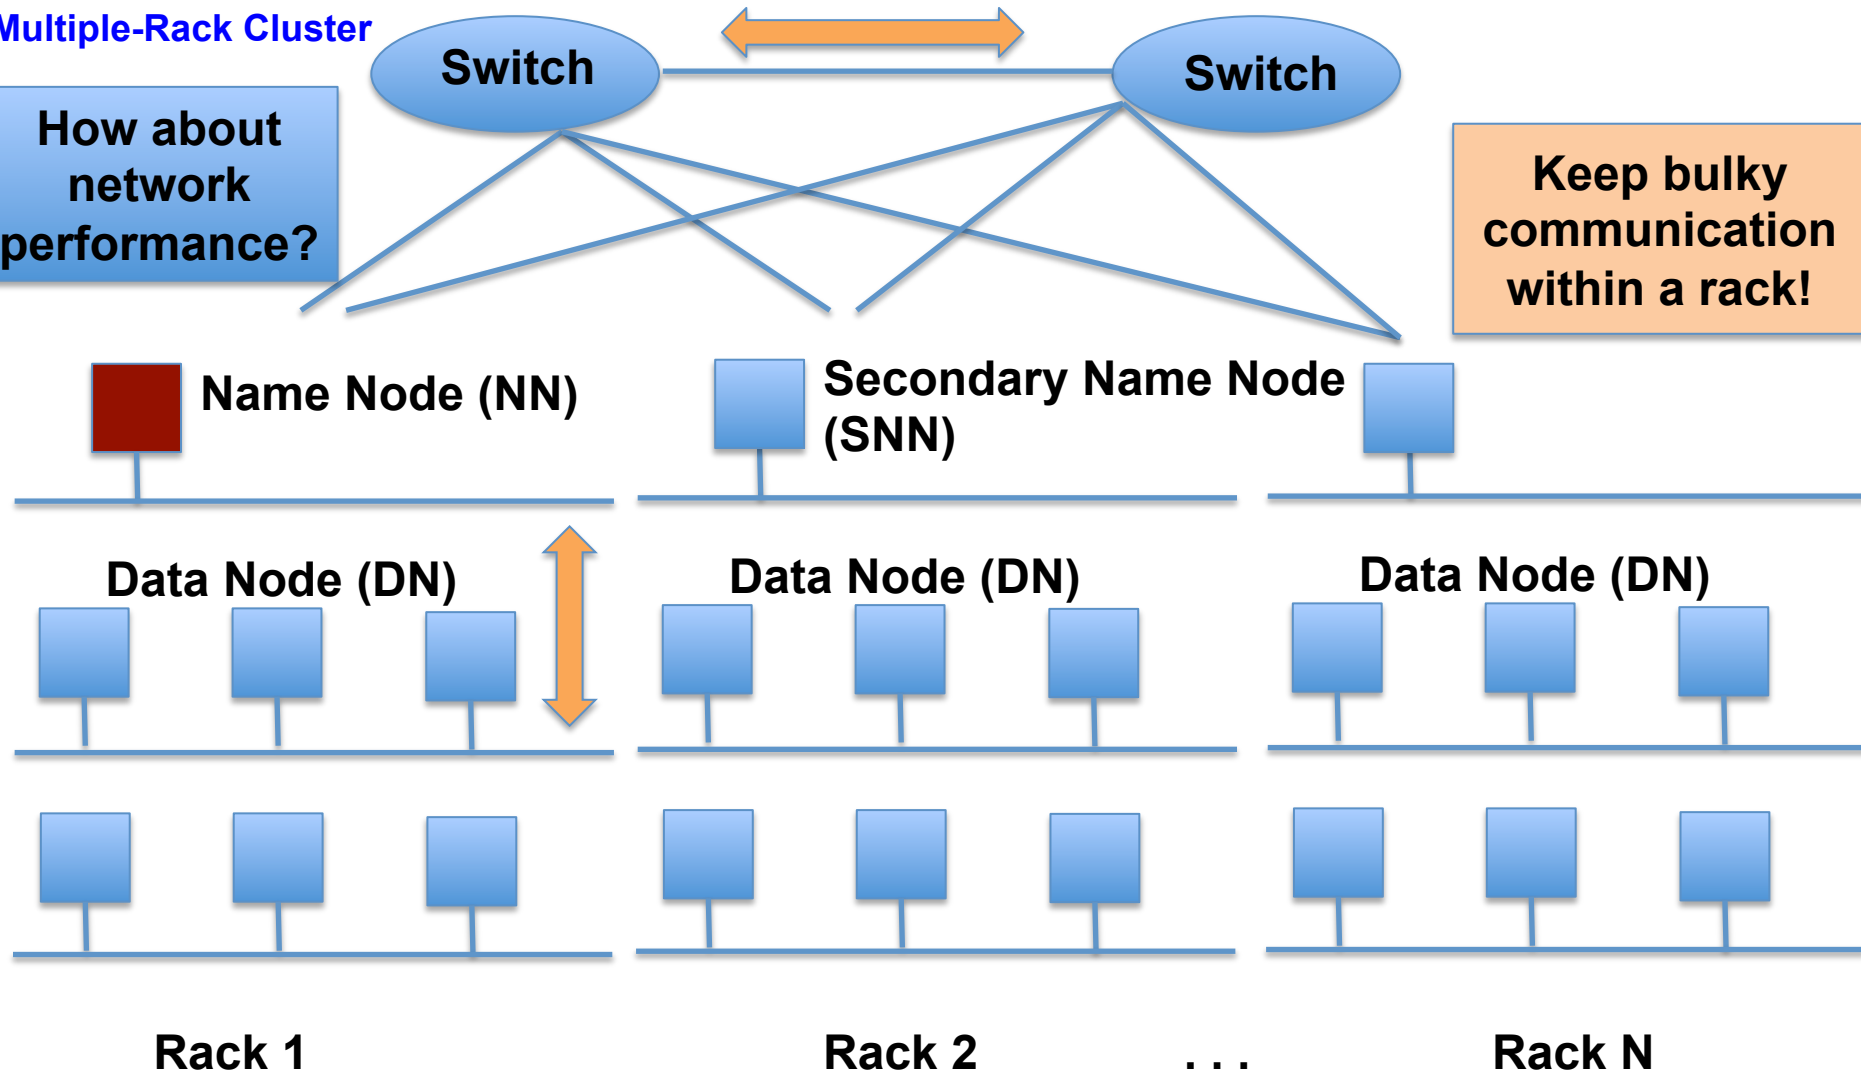 Multiple-Rack Cluster
Switch
Switch
How about
network
performance?
Keep bulky
communication
within a rack!
Name Node (NN)
Secondary Name Node
(SNN)
Data Node (DN)
Data Node (DN)
Data Node (DN)
Rack 1
Rack 2
. . .
Rack N